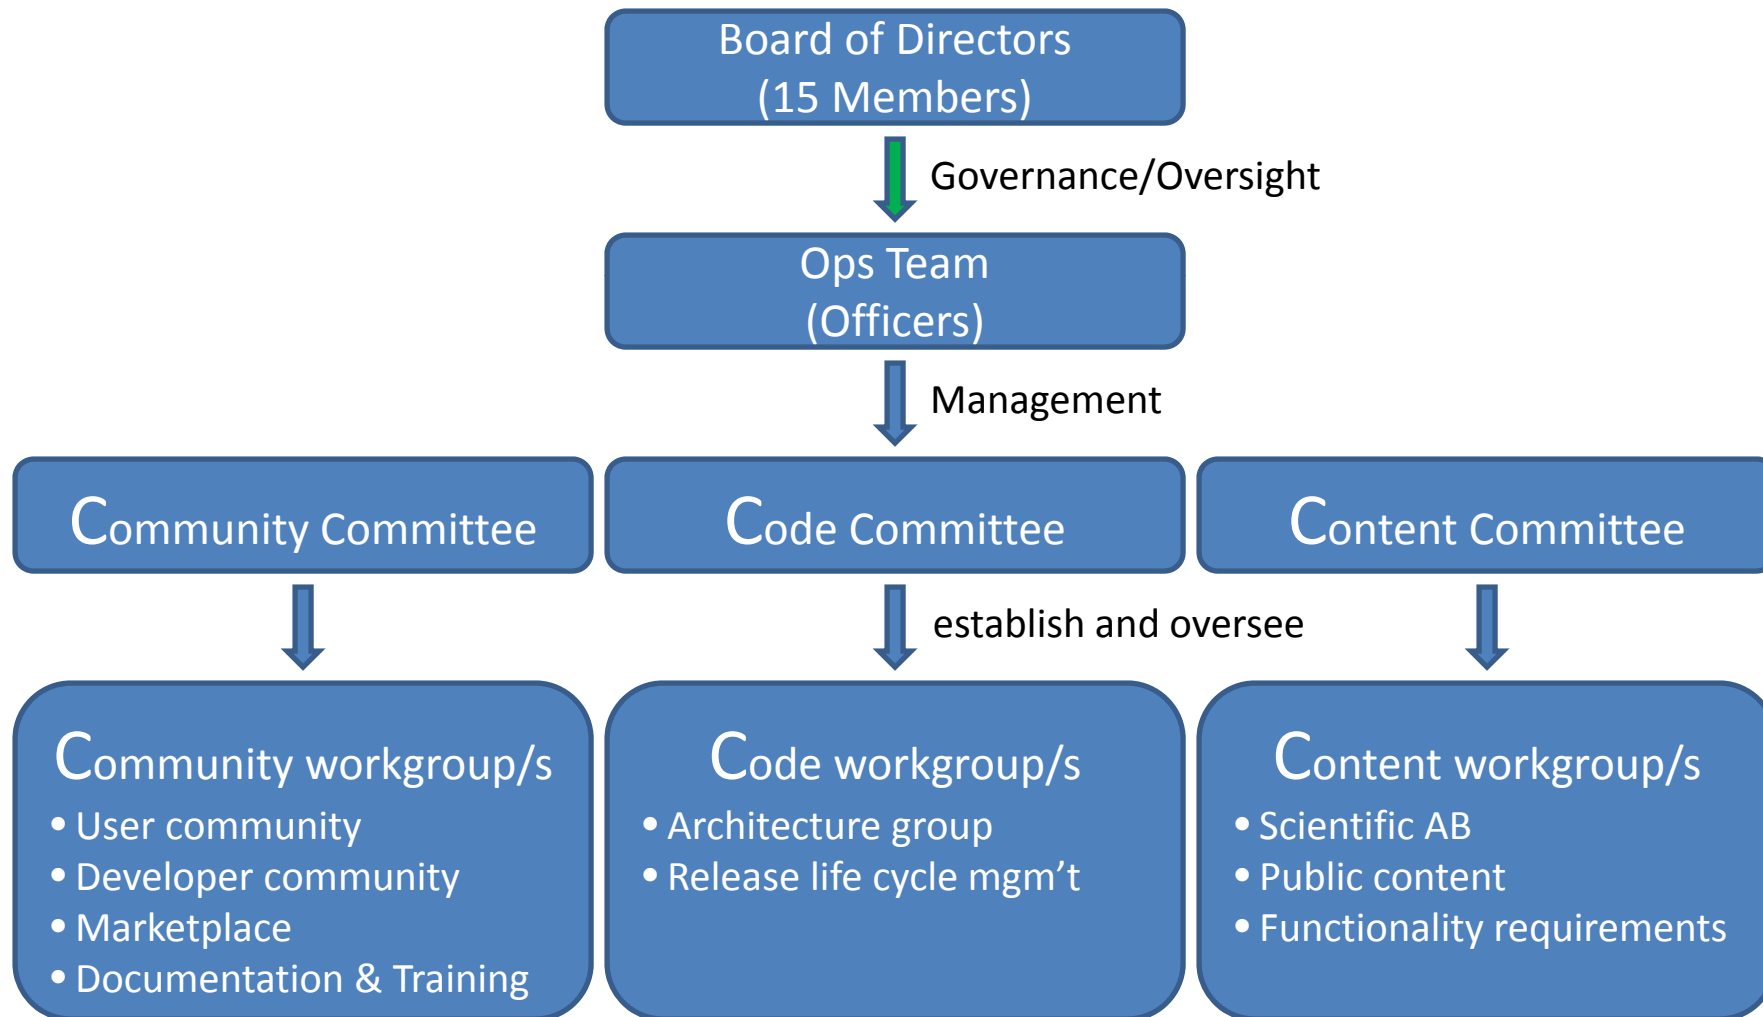 Board of Directors
(15 Members)
Governance/Oversight
Ops Team
(Officers)
Management
Community Committee
Code Committee
Content Committee
establish and oversee
Community workgroup/s
• User community
• Developer community
• Marketplace
• Documentation & Training
Code workgroup/s
• Architecture group
• Release life cycle mgm’t
Content workgroup/s
• Scientific AB
• Public content
• Functionality requirements